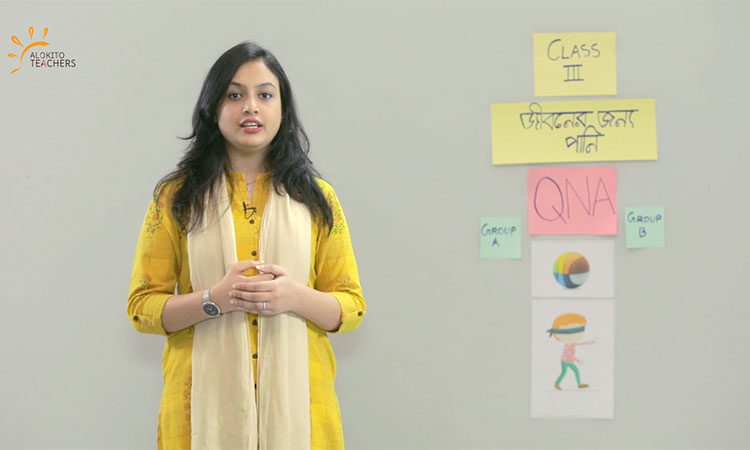 ALOKITO
TEACHERS
CLASS
III
জীবনের জন্য
পানি
QNA
GROUP
A
GROUP
B